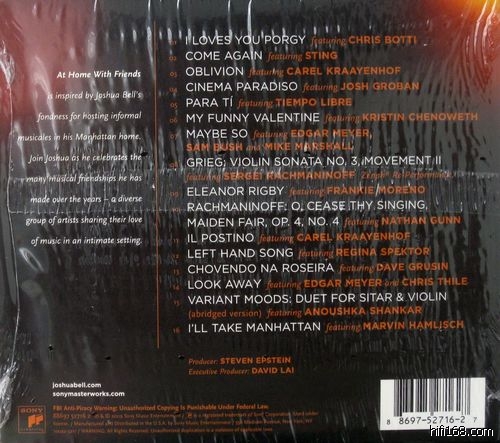 At Home With Friends
is inspired by Joshua Bell's
fondness for hosting informal
musicales in his Manhattan home.
Join Joshua as he celebrates the
many musical friendships he has
made over the years – a diverse
group of artists sharing their love
of music in an intimate setting.
01 I LOVES YOU PORGY featuring CHRIS BOTTI
02 COME AGAIN featuring STING
03 OBLIVION featuring CAREL KRAAYENHOF
04 CINEMA PARADISO featuring JOSH GROBAN
05 PARA TÍ featuring TIEMPO LIBRE
06 MY FUNNY VALENTINE featuring KRISTIN CHENOWETH
07 MAYBE SO featuring EDGAR MEYER,
SAM BUSH and MIKE MARSHALL
08 GRIEG: VIOLIN SONATA NO. 3, MOVEMENT II
featuring SERGEI RACHMANINOFF Zenph® Re-Performance
09 ELEANOR RIGBY featuring FRANKIE MORENO
10 RACHMANINOFF: O, CEASE THY SINGING,
MAIDEN FAIR, OP. 4, NO. 4 featuring NATHAN GUNN
11 IL POSTINO featuring CAREL KRAAYENHOF
12 LEFT HAND SONG featuring REGINA SPEKTOR
13 CHOVENDO NA ROSEIRA featuring DAVE GRUSIN
14 LOOK AWAY featuring EDGAR MEYER and CHRIS THILE
15 VARIANT MOODS: DUET FOR SITAR & VIOLIN
(abridged version) featuring ANOUSHKA SHANKAR
16 I'LL TAKE MANHATTAN featuring MARVIN HAMLISCH
Producer: STEVEN EPSTEIN
Executive Producer: DAVID LAI
joshuabell.com
sonymasterworks.com
SONY
FBI Anti-Piracy Warning: Unauthorized Copying Is Punishable Under Federal Law.
8 8697-52716-2 7
hifi168.com